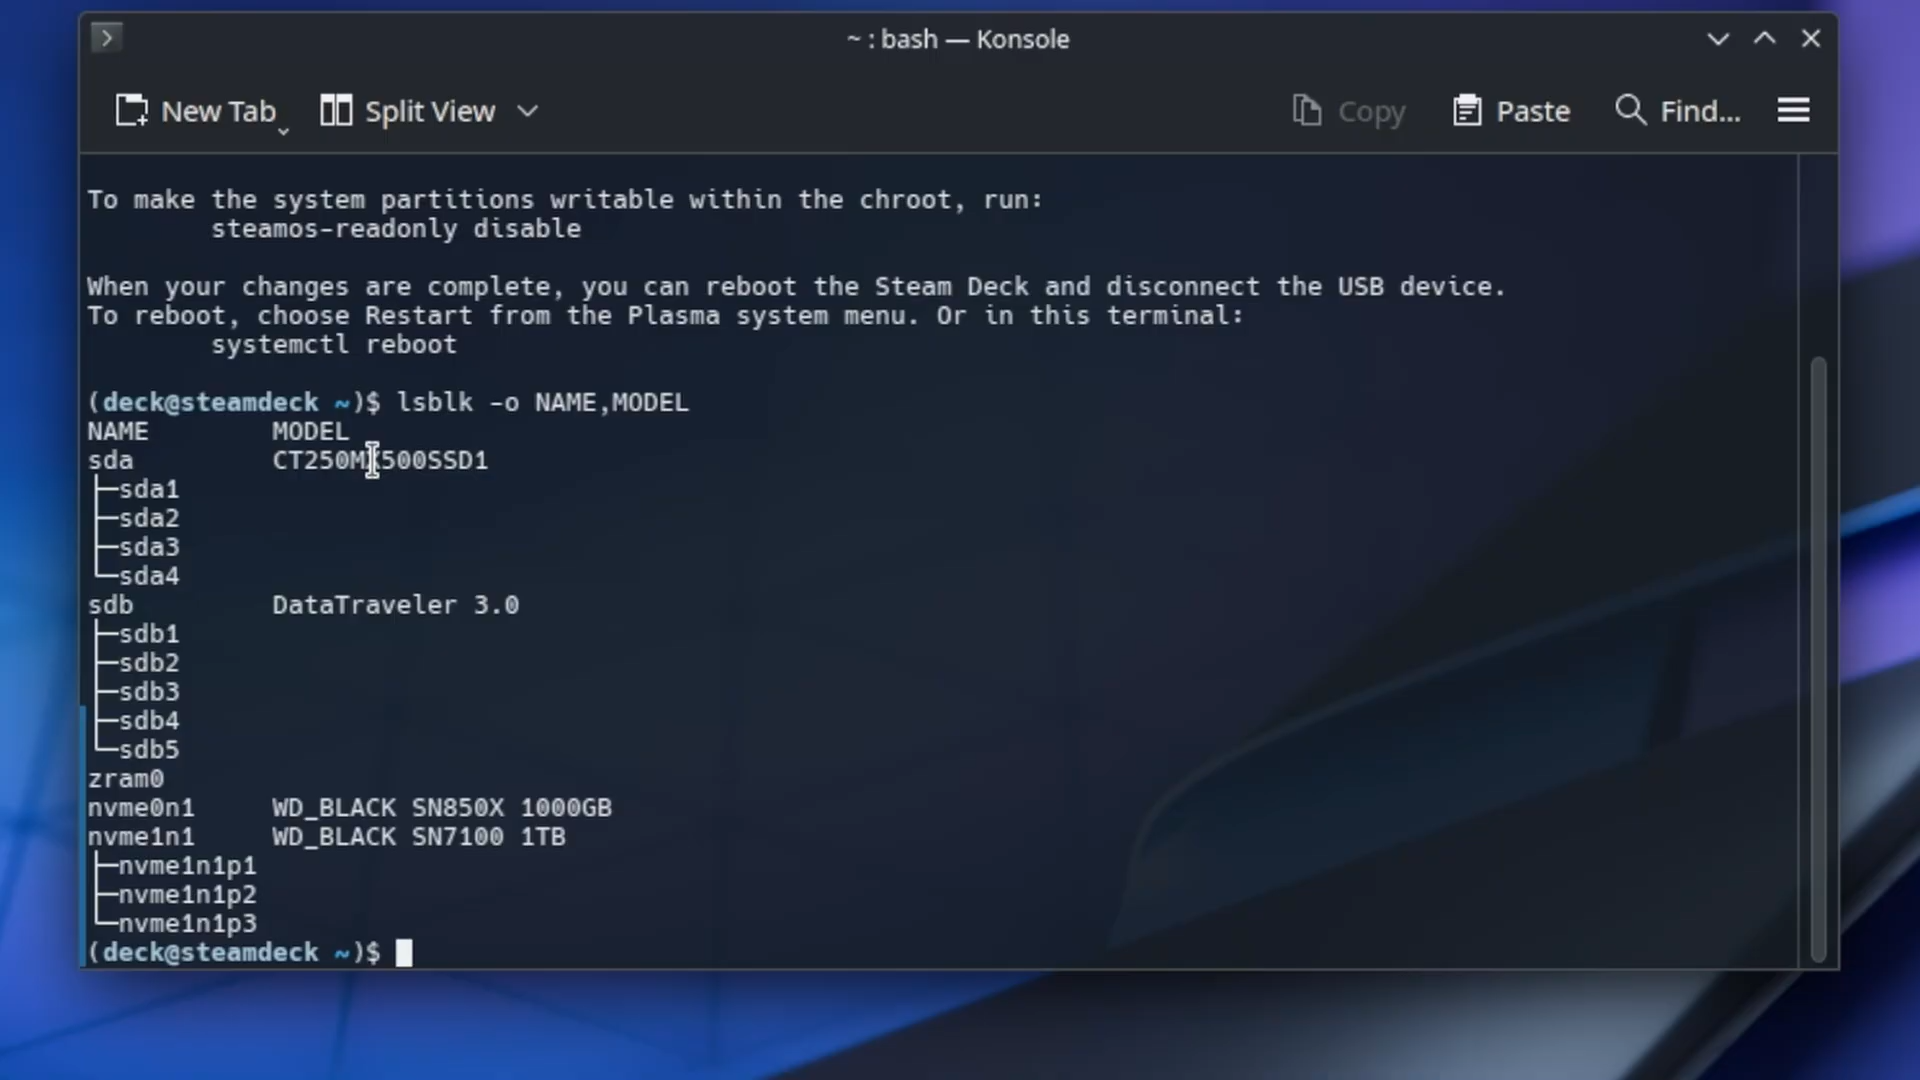 ~ : bash — Konsole
New Tab Split View Copy Paste Find...
To make the system partitions writable within the chroot, run:
steamos-readonly disable
When your changes are complete, you can reboot the Steam Deck and disconnect the USB device.
To reboot, choose Restart from the Plasma system menu. Or in this terminal:
systemctl reboot
(deck@steamdeck ~)$ lsblk -o NAME,MODEL
NAME MODEL
sda CT250MX500SSD1
├─sda1
├─sda2
├─sda3
└─sda4
sdb DataTraveler 3.0
├─sdb1
├─sdb2
├─sdb3
├─sdb4
└─sdb5
zram0
nvme0n1 WD_BLACK SN850X 1000GB
nvme1n1 WD_BLACK SN7100 1TB
├─nvme1n1p1
├─nvme1n1p2
└─nvme1n1p3
(deck@steamdeck ~)$